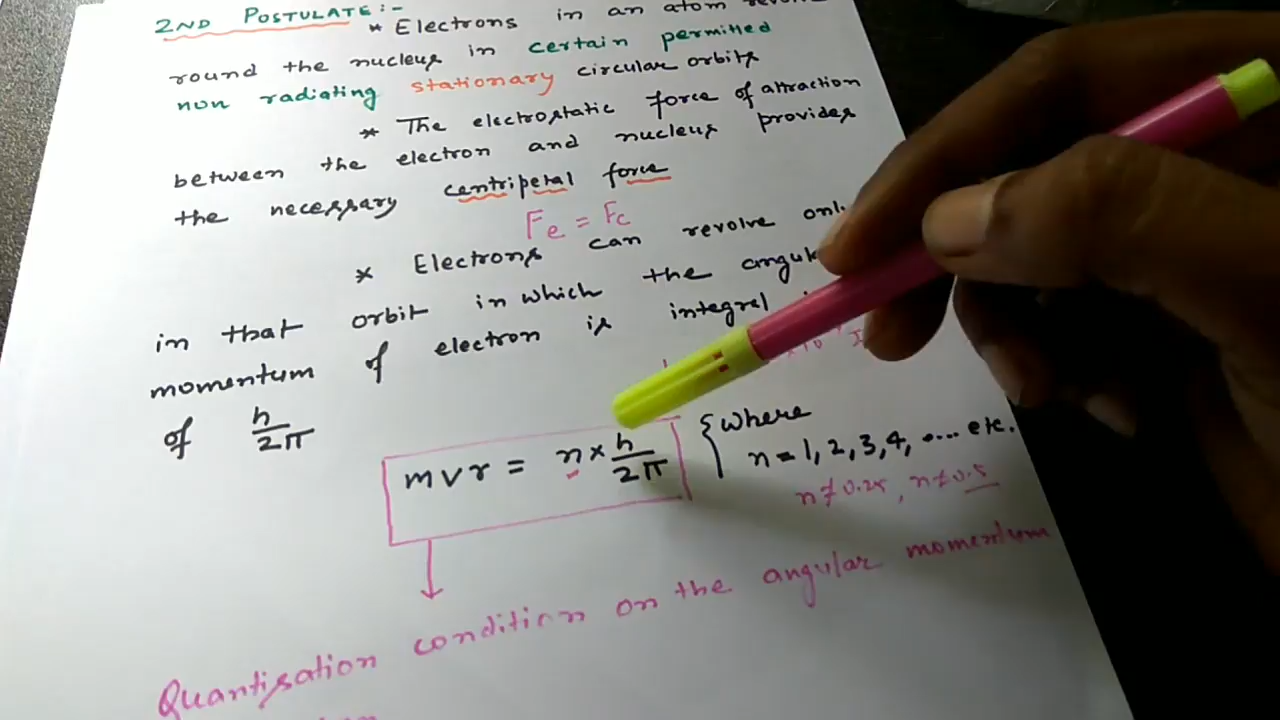 2ND POSTULATE:-
* Electrons in an atom
round the nucleus in certain permitted
non radiating stationary circular orbits
* The electrostatic force of attraction
between the electron and nucleus provides
the necessary centripetal force
Fe = Fc
* Electrons can revolve onl
in that orbit in which the angul
momentum of electron is integral
of h/2π
mvr = n × h/2π { where
n = 1, 2, 3, 4, .... etc.
n ≠ 0.25, n ≠ 0.5
Quantisation condition on the angular momentum